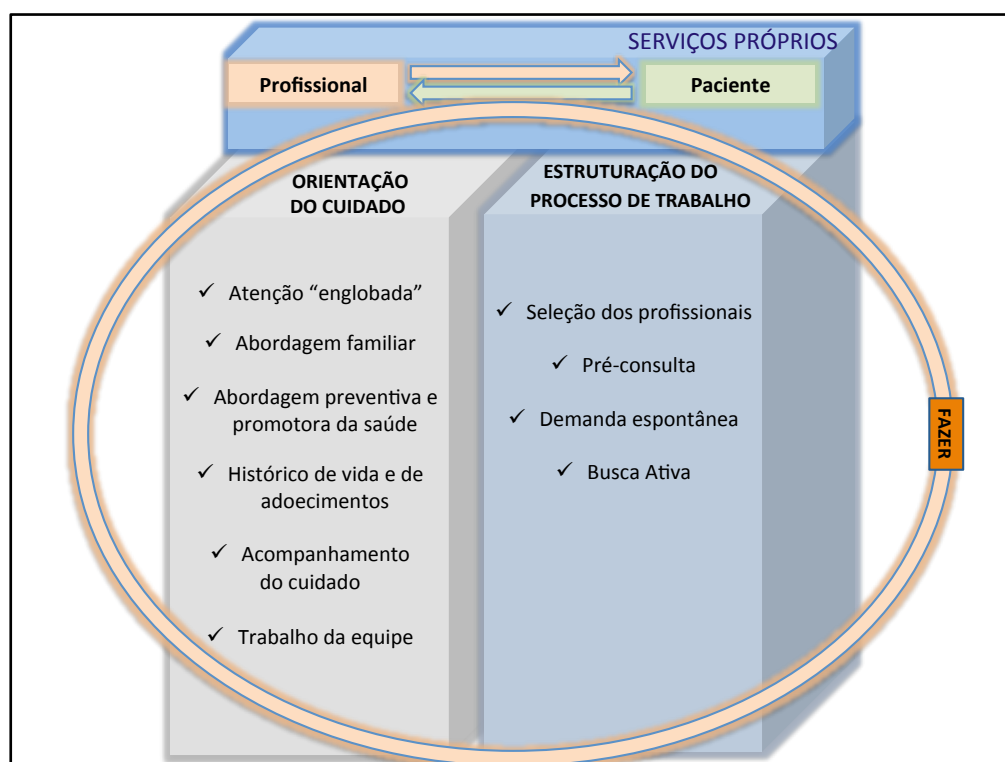 SERVIÇOS PRÓPRIOS
Profissional
Paciente
ORIENTAÇÃO
DO CUIDADO
✓ Atenção “englobada”
✓ Abordagem familiar
✓ Abordagem preventiva e
promotora da saúde
✓ Histórico de vida e de
adoecimentos
✓ Acompanhamento
do cuidado
✓ Trabalho da equipe
ESTRUTURAÇÃO DO
PROCESSO DE TRABALHO
✓ Seleção dos profissionais
✓ Pré-consulta
✓ Demanda espontânea
✓ Busca Ativa
FAZER